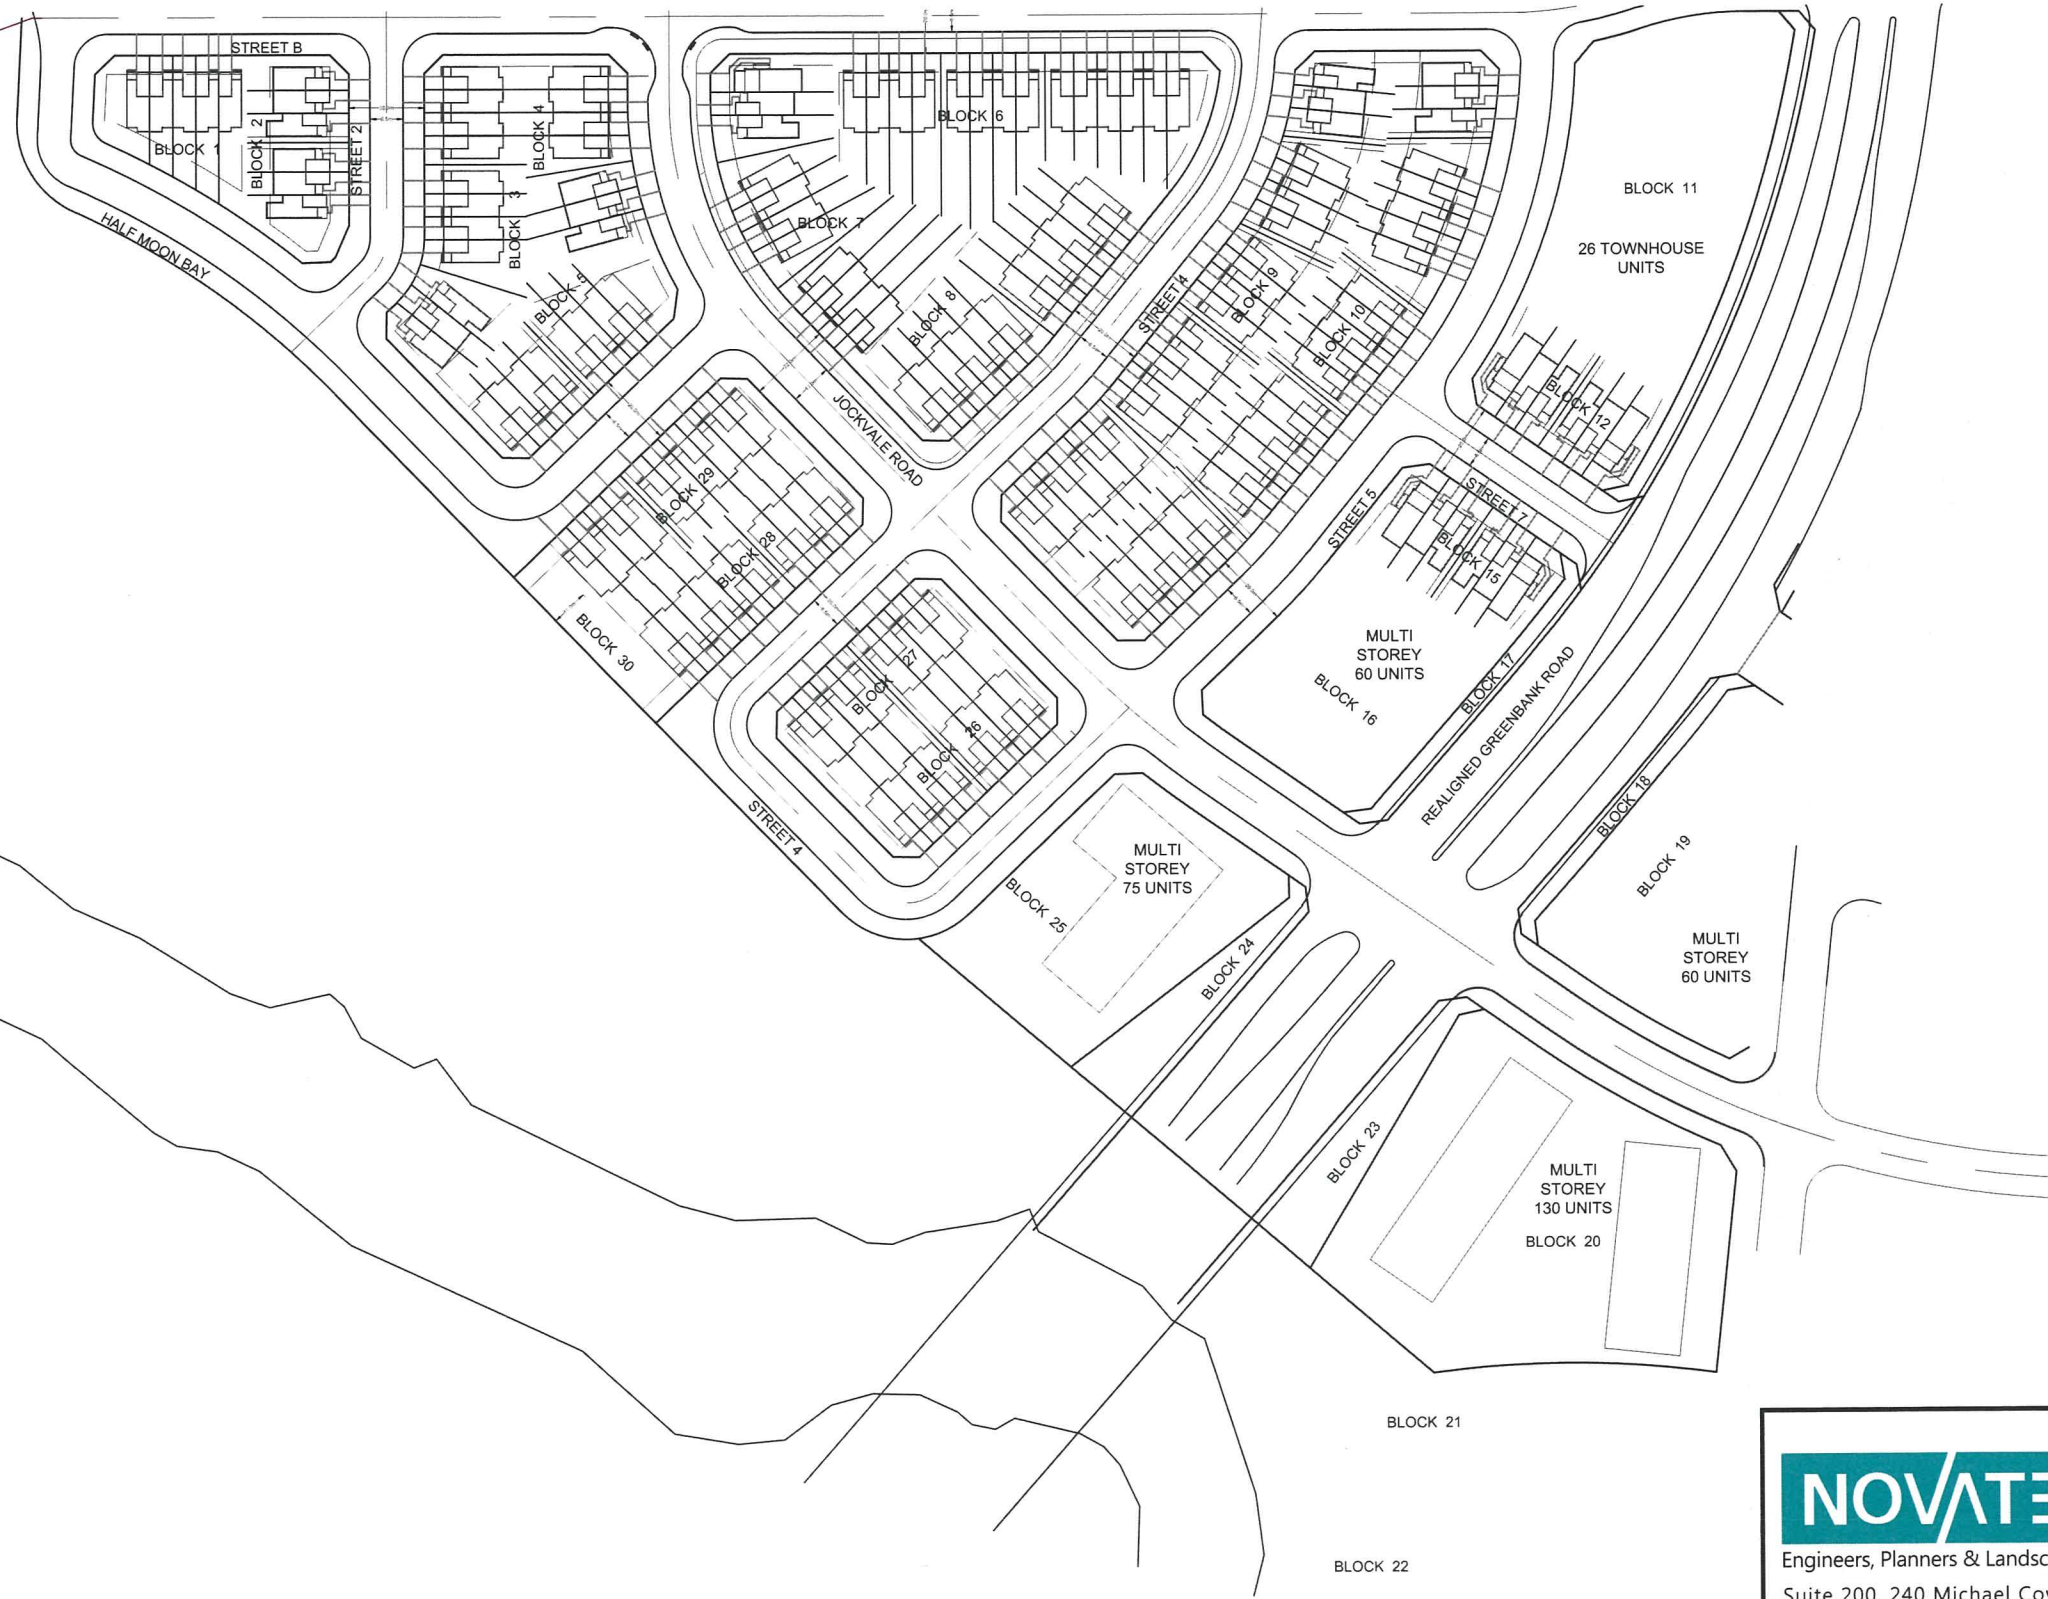 STREET B
BLOCK 1
BLOCK 2
STREET 2
BLOCK 4
BLOCK 3
BLOCK 5
BLOCK 6
BLOCK 7
BLOCK 8
HALF MOON BAY
STREET 4
BLOCK 9
BLOCK 10
BLOCK 11
26 TOWNHOUSE
UNITS
BLOCK 12
JOCKVALE ROAD
BLOCK 29
BLOCK 28
BLOCK 30
STREET 5
STREET 7
BLOCK 15
MULTI
STOREY
60 UNITS
BLOCK 16
BLOCK 17
REALIGNED GREENBANK ROAD
BLOCK 27
BLOCK 26
STREET 4
BLOCK 18
BLOCK 19
MULTI
STOREY
60 UNITS
MULTI
STOREY
75 UNITS
BLOCK 25
BLOCK 24
BLOCK 23
MULTI
STOREY
130 UNITS
BLOCK 20
BLOCK 21
BLOCK 22
NOVATE
Engineers, Planners & Landsc
Suite 200, 240 Michael Cow